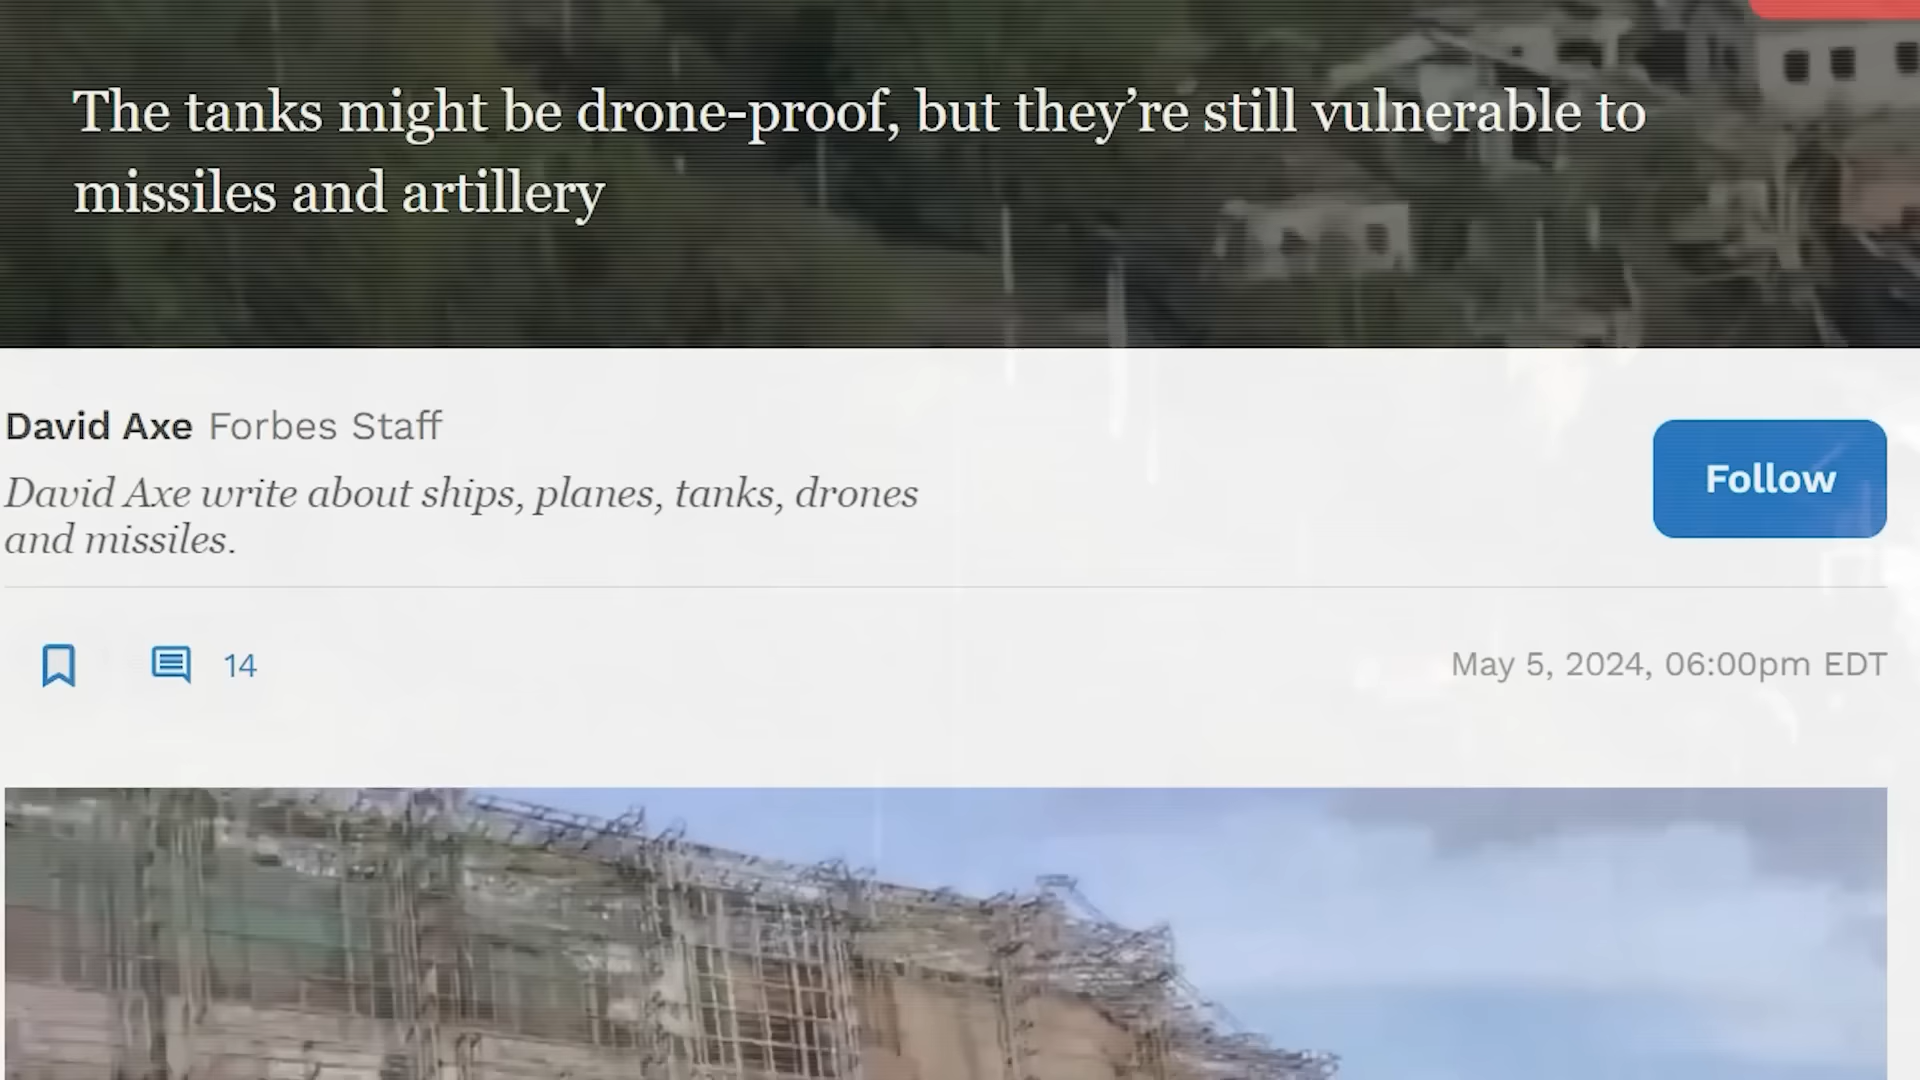 The tanks might be drone-proof, but they’re still vulnerable to
missiles and artillery
David Axe Forbes Staff
David Axe write about ships, planes, tanks, drones
and missiles.
Follow
14
May 5, 2024, 06:00pm EDT